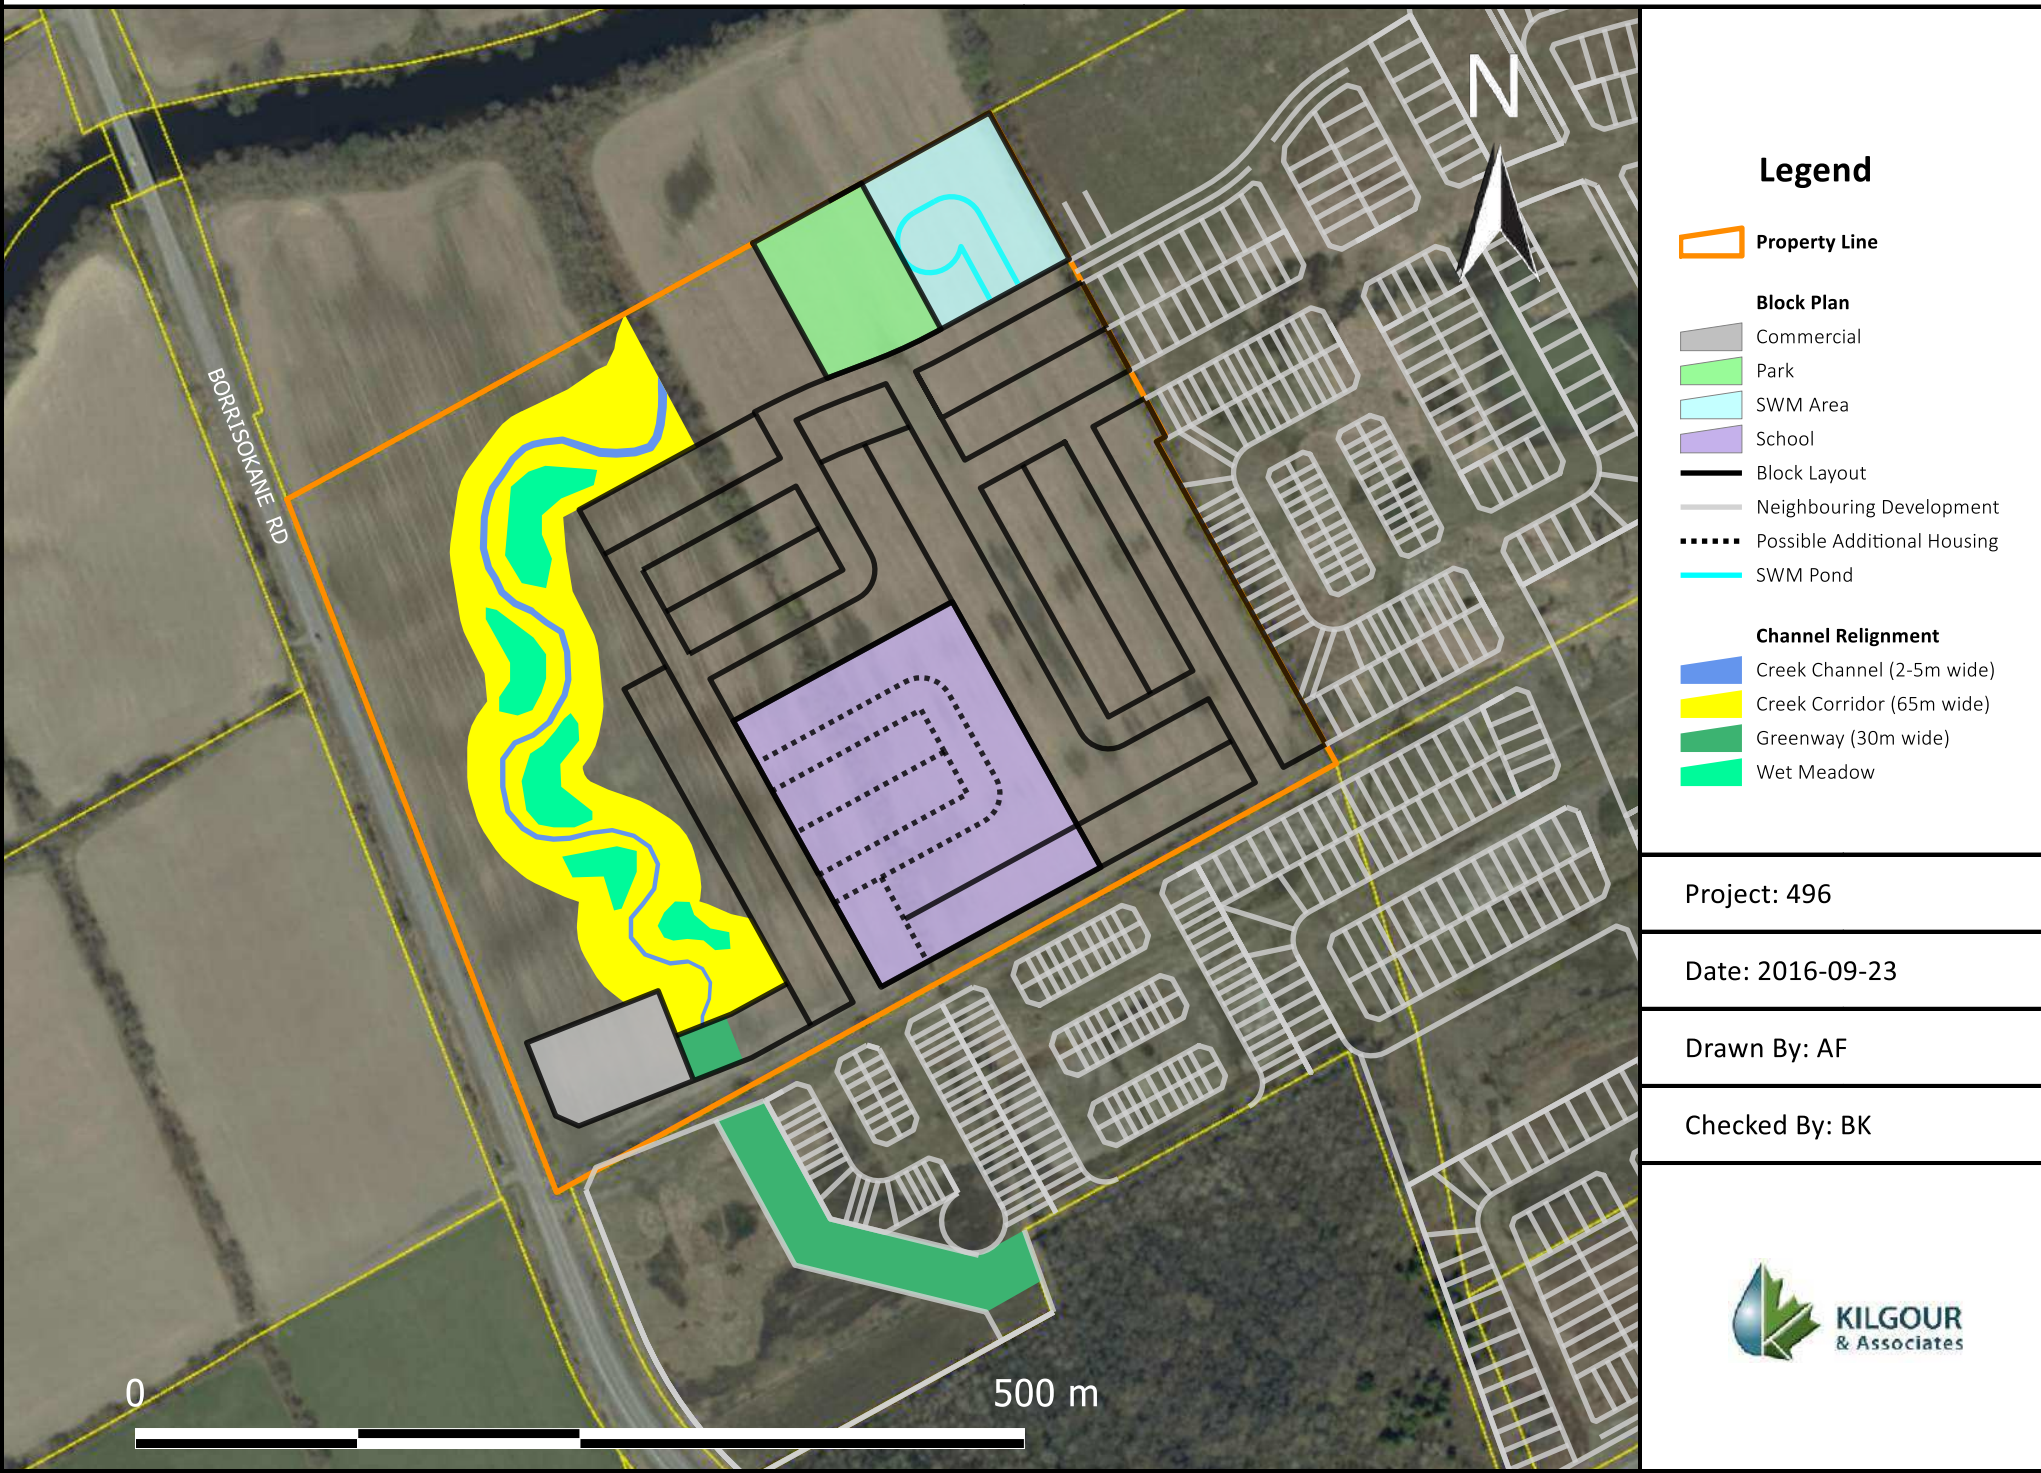 N
BORRISOKANE RD
0
500 m
Legend
Property Line
Block Plan
Commercial
Park
SWM Area
School
Block Layout
Neighbouring Development
Possible Additional Housing
SWM Pond
Channel Relignment
Creek Channel (2-5m wide)
Creek Corridor (65m wide)
Greenway (30m wide)
Wet Meadow
Project: 496
Date: 2016-09-23
Drawn By: AF
Checked By: BK
KILGOUR
& Associates